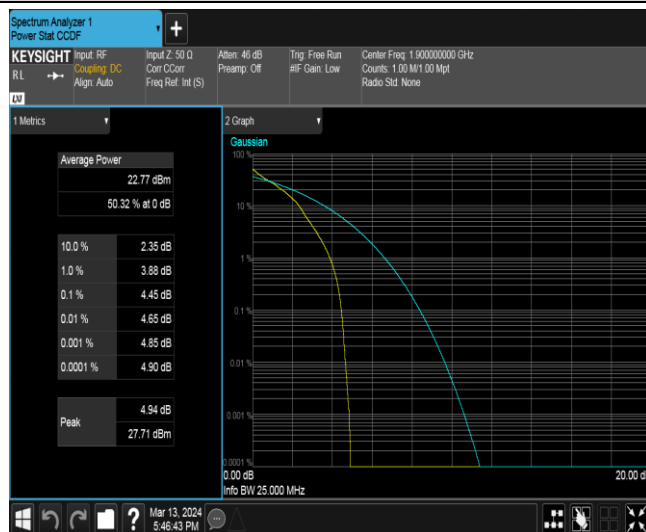 Spectrum Analyzer 1
Power Stat CCDF
+
KEYSIGHT
RL
LXI
Input: RF
Coupling: DC
Align: Auto
Input Z: 50 Ω
Corr CCorr
Freq Ref: Int (S)
Atten: 46 dB
Preamp: Off
Trig: Free Run
#IF Gain: Low
Center Freq: 1.900000000 GHz
Counts: 1.00 M/1.00 Mpt
Radio Std: None
1 Metrics
Average Power
22.77 dBm
50.32 % at 0 dB
10.0 % 2.35 dB
1.0 % 3.88 dB
0.1 % 4.45 dB
0.01 % 4.65 dB
0.001 % 4.85 dB
0.0001 % 4.90 dB
Peak
4.94 dB
27.71 dBm
2 Graph
Gaussian
100 %
10 %
1 %
0.1 %
0.01 %
0.001 %
0.0001 %
0.00 dB
20.00 d
Info BW 25.000 MHz
?
Mar 13, 2024
5:46:43 PM